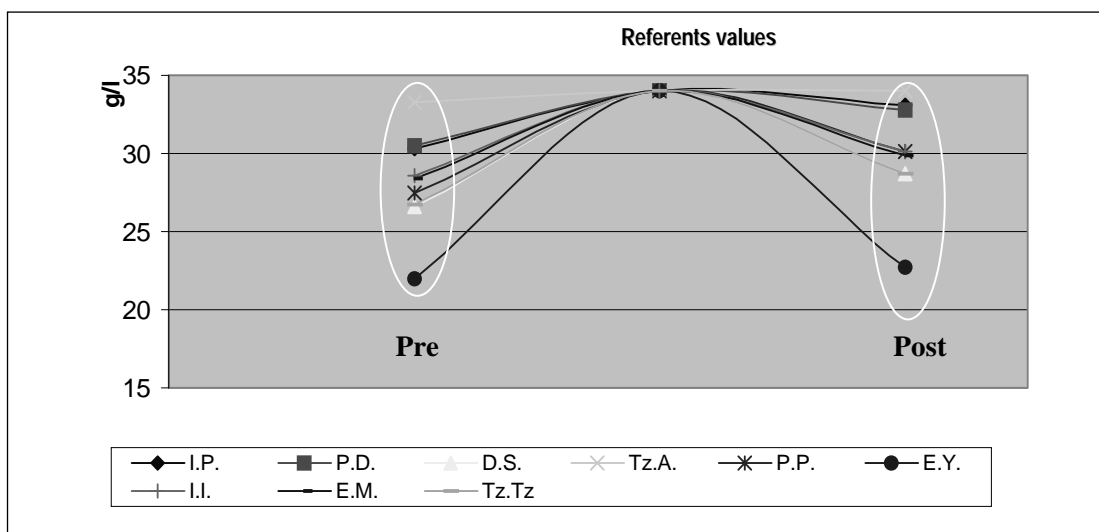 Referents values
g/l
35
30
25
20
15
Pre Post
I.P. P.D. D.S. Tz.A. P.P. E.Y.
I.I. E.M. Tz.Tz